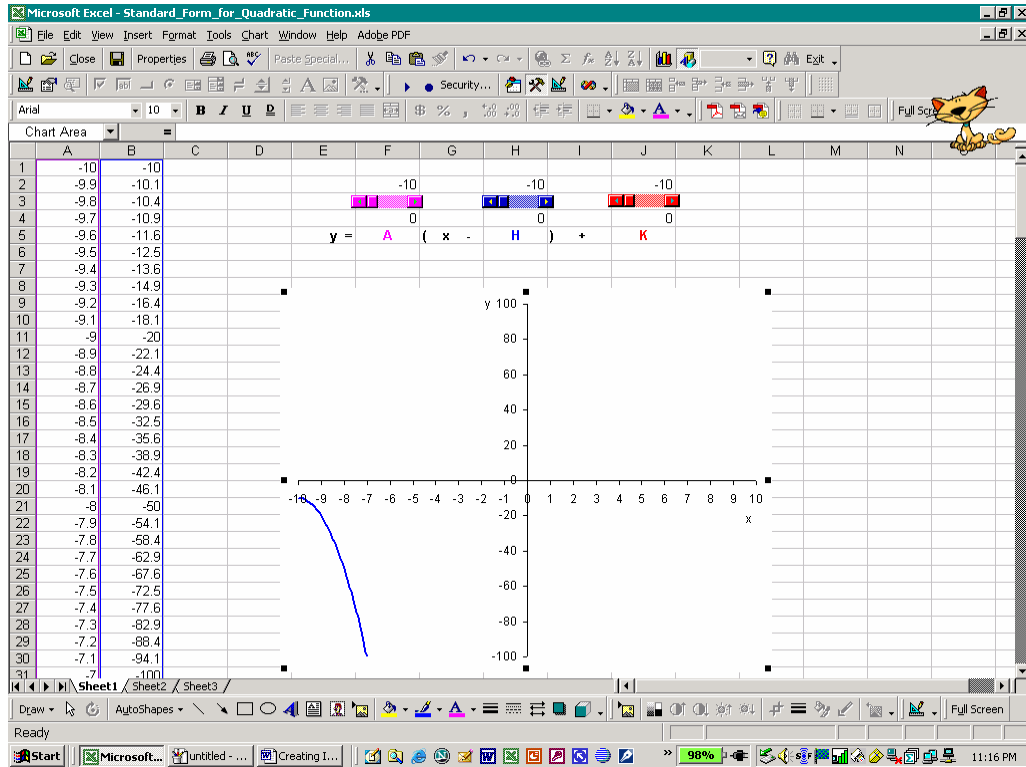 Microsoft Excel - Standard_Form_for_Quadratic_Function.xls
File Edit View Insert Format Tools Chart Window Help Adobe PDF
Close Properties ABC Paste Special... Σ fx Exit
Security...
Arial 10 B I U D $ % , Full Scre
Chart Area =
A B C D E F G H I J K L M N
1 -10 -10
2 -9.9 -10.1 -10 -10 -10
3 -9.8 -10.4
4 -9.7 -10.9 0 0 0
5 -9.6 -11.6 y = A ( x - H ) + K
6 -9.5 -12.5
7 -9.4 -13.6
8 -9.3 -14.9
9 -9.2 -16.4
10 -9.1 -18.1
11 -9 -20
12 -8.9 -22.1
13 -8.8 -24.4
14 -8.7 -26.9
15 -8.6 -29.6
16 -8.5 -32.5
17 -8.4 -35.6
18 -8.3 -38.9
19 -8.2 -42.4
20 -8.1 -46.1
21 -8 -50
22 -7.9 -54.1
23 -7.8 -58.4
24 -7.7 -62.9
25 -7.6 -67.6
26 -7.5 -72.5
27 -7.4 -77.6
28 -7.3 -82.9
29 -7.2 -88.4
30 -7.1 -94.1
31 -7 -100
y 100
80
60
40
20
0
-10 -9 -8 -7 -6 -5 -4 -3 -2 -1 0 1 2 3 4 5 6 7 8 9 10
x
-20
-40
-60
-80
-100
Sheet1 Sheet2 Sheet3
Draw AutoShapes Full Screen
Ready
Start Microsoft... untitled - ... Creating I... » 98% 11:16 PM